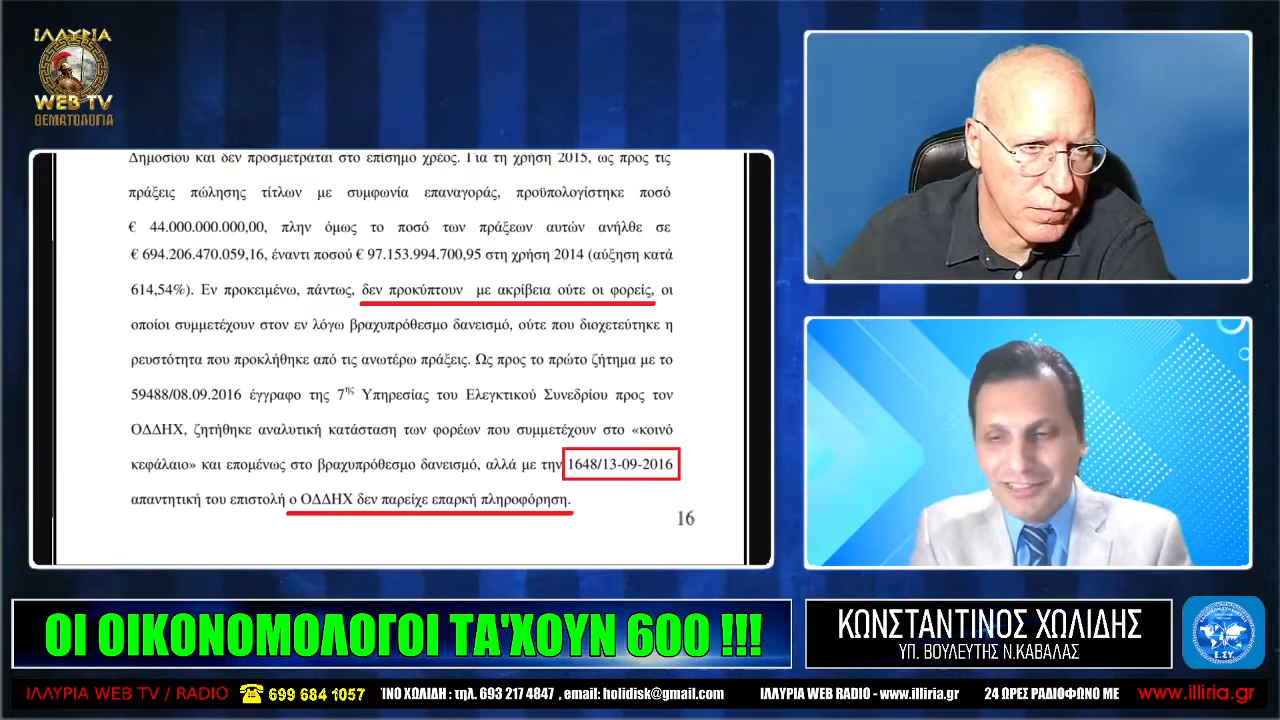 ΙΛΛΥΡΙΑ
WEB TV
ΘΕΜΑΤΟΛΟΓΙΑ
Δημοσίου και δεν προσμετράται στο επίσημο χρέος. Για τη χρήση 2015, ως προς τις
πράξεις πώλησης τίτλων με συμφωνία επαναγοράς, προϋπολογίστηκε ποσό
€ 44.000.000.000,00, πλην όμως το ποσό των πράξεων αυτών ανήλθε σε
€ 694.206.470.059,16, έναντι ποσού € 97.153.994.700,95 στη χρήση 2014 (αύξηση κατά
614,54%). Εν προκειμένω, πάντως, δεν προκύπτουν με ακρίβεια ούτε οι φορείς, οι
οποίοι συμμετέχουν στον εν λόγω βραχυπρόθεσμο δανεισμό, ούτε που διοχετεύτηκε η
ρευστότητα που προκλήθηκε από τις ανωτέρω πράξεις. Ως προς το πρώτο ζήτημα με το
59488/08.09.2016 έγγραφο της 7ης Υπηρεσίας του Ελεγκτικού Συνεδρίου προς τον
ΟΔΔΗΧ, ζητήθηκε αναλυτική κατάσταση των φορέων που συμμετέχουν στο «κοινό
κεφάλαιο» και επομένως στο βραχυπρόθεσμο δανεισμό, αλλά με την 1648/13-09-2016
απαντητική του επιστολή ο ΟΔΔΗΧ δεν παρείχε επαρκή πληροφόρηση.
16
ΟΙ ΟΙΚΟΝΟΜΟΛΟΓΟΙ ΤΑ'ΧΟΥΝ 600 !!!
ΚΩΝΣΤΑΝΤΙΝΟΣ ΧΩΛΙΔΗΣ
ΥΠ. ΒΟΥΛΕΥΤΗΣ Ν.ΚΑΒΑΛΑΣ
Ε.ΣΥ.
ΙΛΛΥΡΙΑ WEB TV / RADIO ☎ 699 684 1057 ΊΝΟ ΧΩΛΙΔΗ : τηλ. 693 217 4847 , email: holidisk@gmail.com ΙΛΛΥΡΙΑ WEB RADIO - www.illiria.gr 24 ΩΡΕΣ ΡΑΔΙΟΦΩΝΟ ΜΕ www.illiria.gr